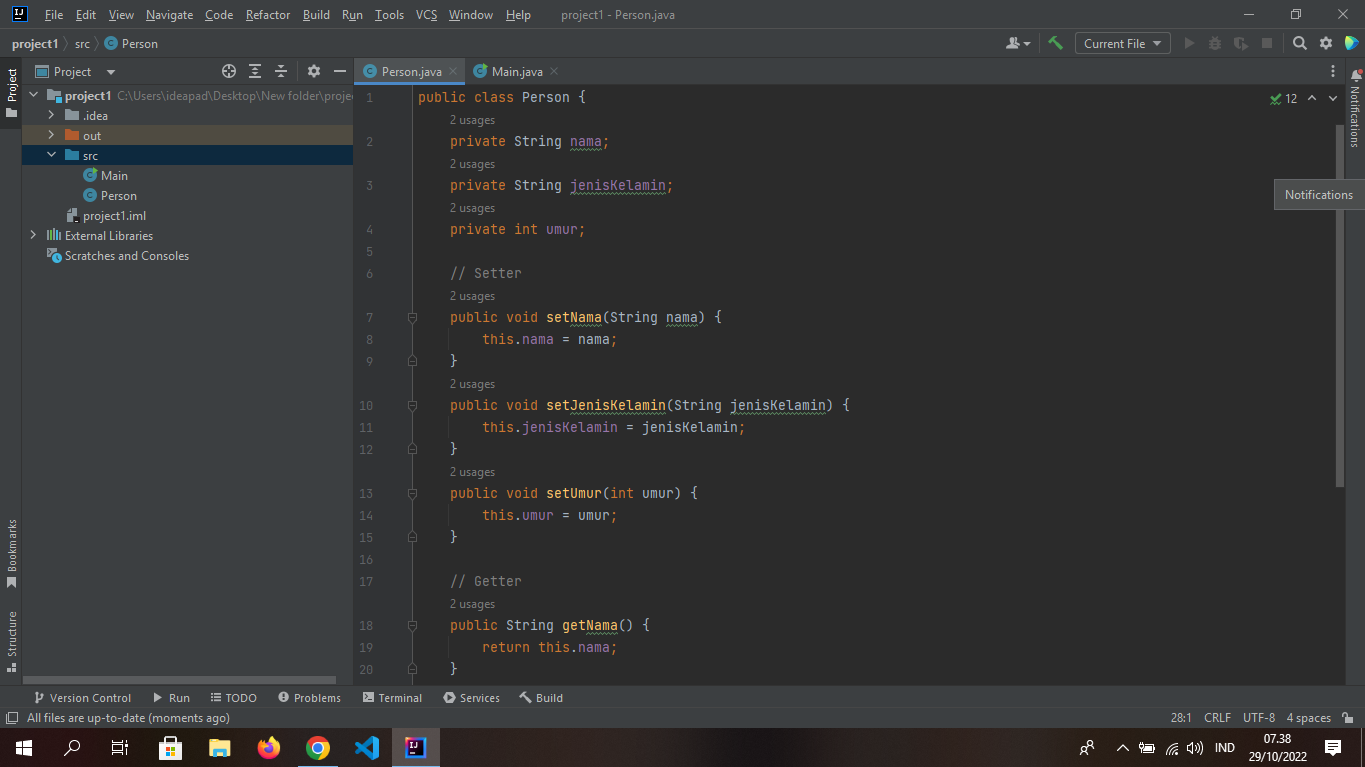 File Edit View Navigate Code Refactor Build Run Tools VCS Window Help project1 - Person.java
project1 src Person
Current File
Project
Project
project1 C:\Users\ideapad\Desktop\New folder\proje
.idea
out
src
Main
Person
project1.iml
External Libraries
Scratches and Consoles
Bookmarks
Structure
Person.java Main.java
12
1 public class Person {
2 usages
2 private String nama;
2 usages
3 private String jenisKelamin;
2 usages
4 private int umur;
5
6 // Setter
2 usages
7 public void setNama(String nama) {
8 this.nama = nama;
9 }
2 usages
10 public void setJenisKelamin(String jenisKelamin) {
11 this.jenisKelamin = jenisKelamin;
12 }
2 usages
13 public void setUmur(int umur) {
14 this.umur = umur;
15 }
16
17 // Getter
2 usages
18 public String getNama() {
19 return this.nama;
20 }
Notifications
Notifications
Version Control Run TODO Problems Terminal Services Build
All files are up-to-date (moments ago)
28:1 CRLF UTF-8 4 spaces
IND
07.38
29/10/2022